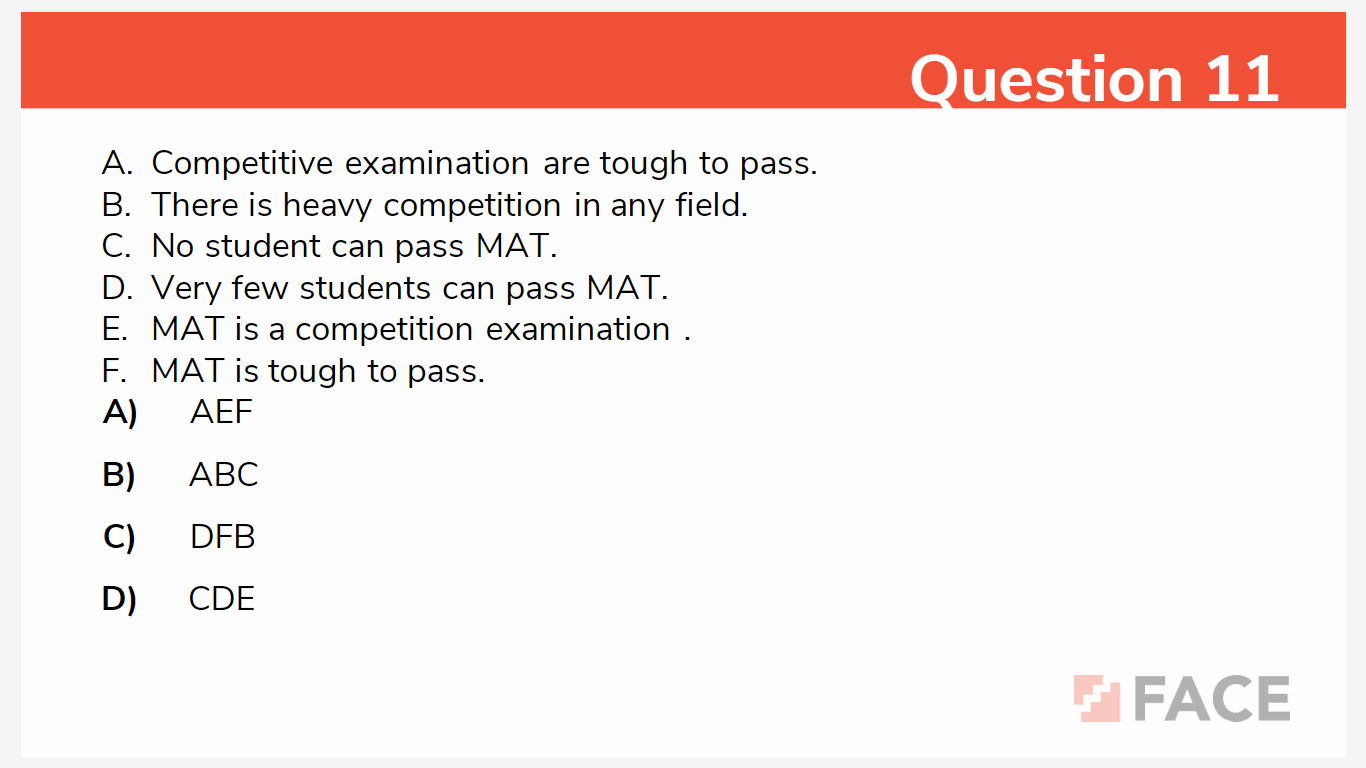 Question 11
A. Competitive examination are tough to pass.
B. There is heavy competition in any field.
C. No student can pass MAT.
D. Very few students can pass MAT.
E. MAT is a competition examination .
F. MAT is tough to pass.
A) AEF
B) ABC
C) DFB
D) CDE
FACE